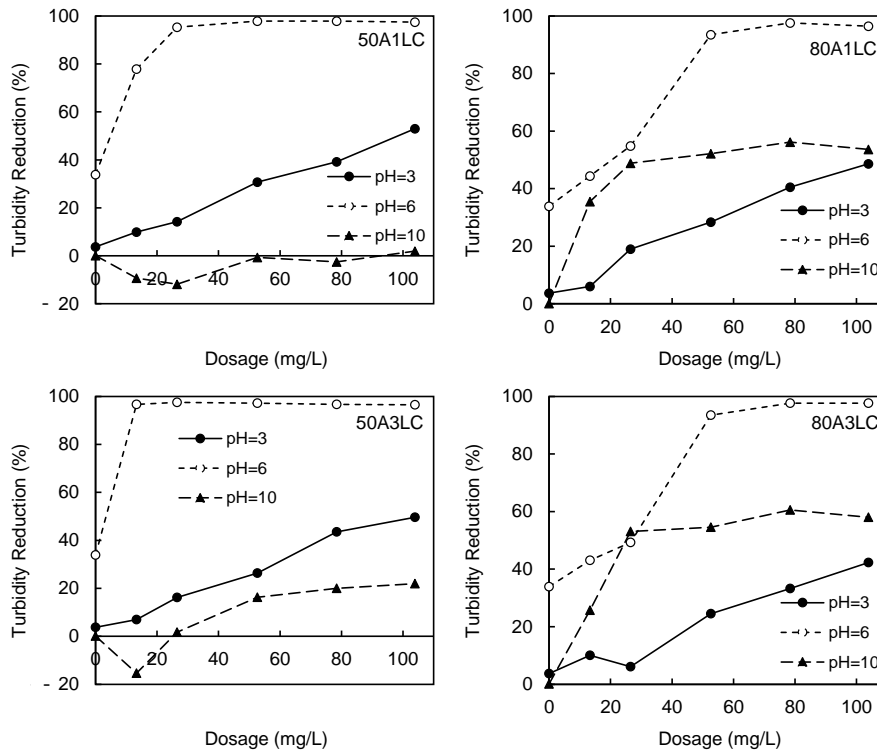 100
80
60
40
20
0
- 20
0 20 40 60 80 100
Turbidity Reduction (%)
Dosage (mg/L)
50A1LC
pH=3
pH=6
pH=10
100
80
60
40
20
0
0 20 40 60 80 100
Turbidity Reduction (%)
Dosage (mg/L)
80A1LC
pH=3
pH=6
pH=10
100
80
60
40
20
0
- 20
0 20 40 60 80 100
Turbidity Reduction (%)
Dosage (mg/L)
50A3LC
pH=3
pH=6
pH=10
100
80
60
40
20
0
0 20 40 60 80 100
Turbidity Reduction (%)
Dosage (mg/L)
80A3LC
pH=3
pH=6
pH=10